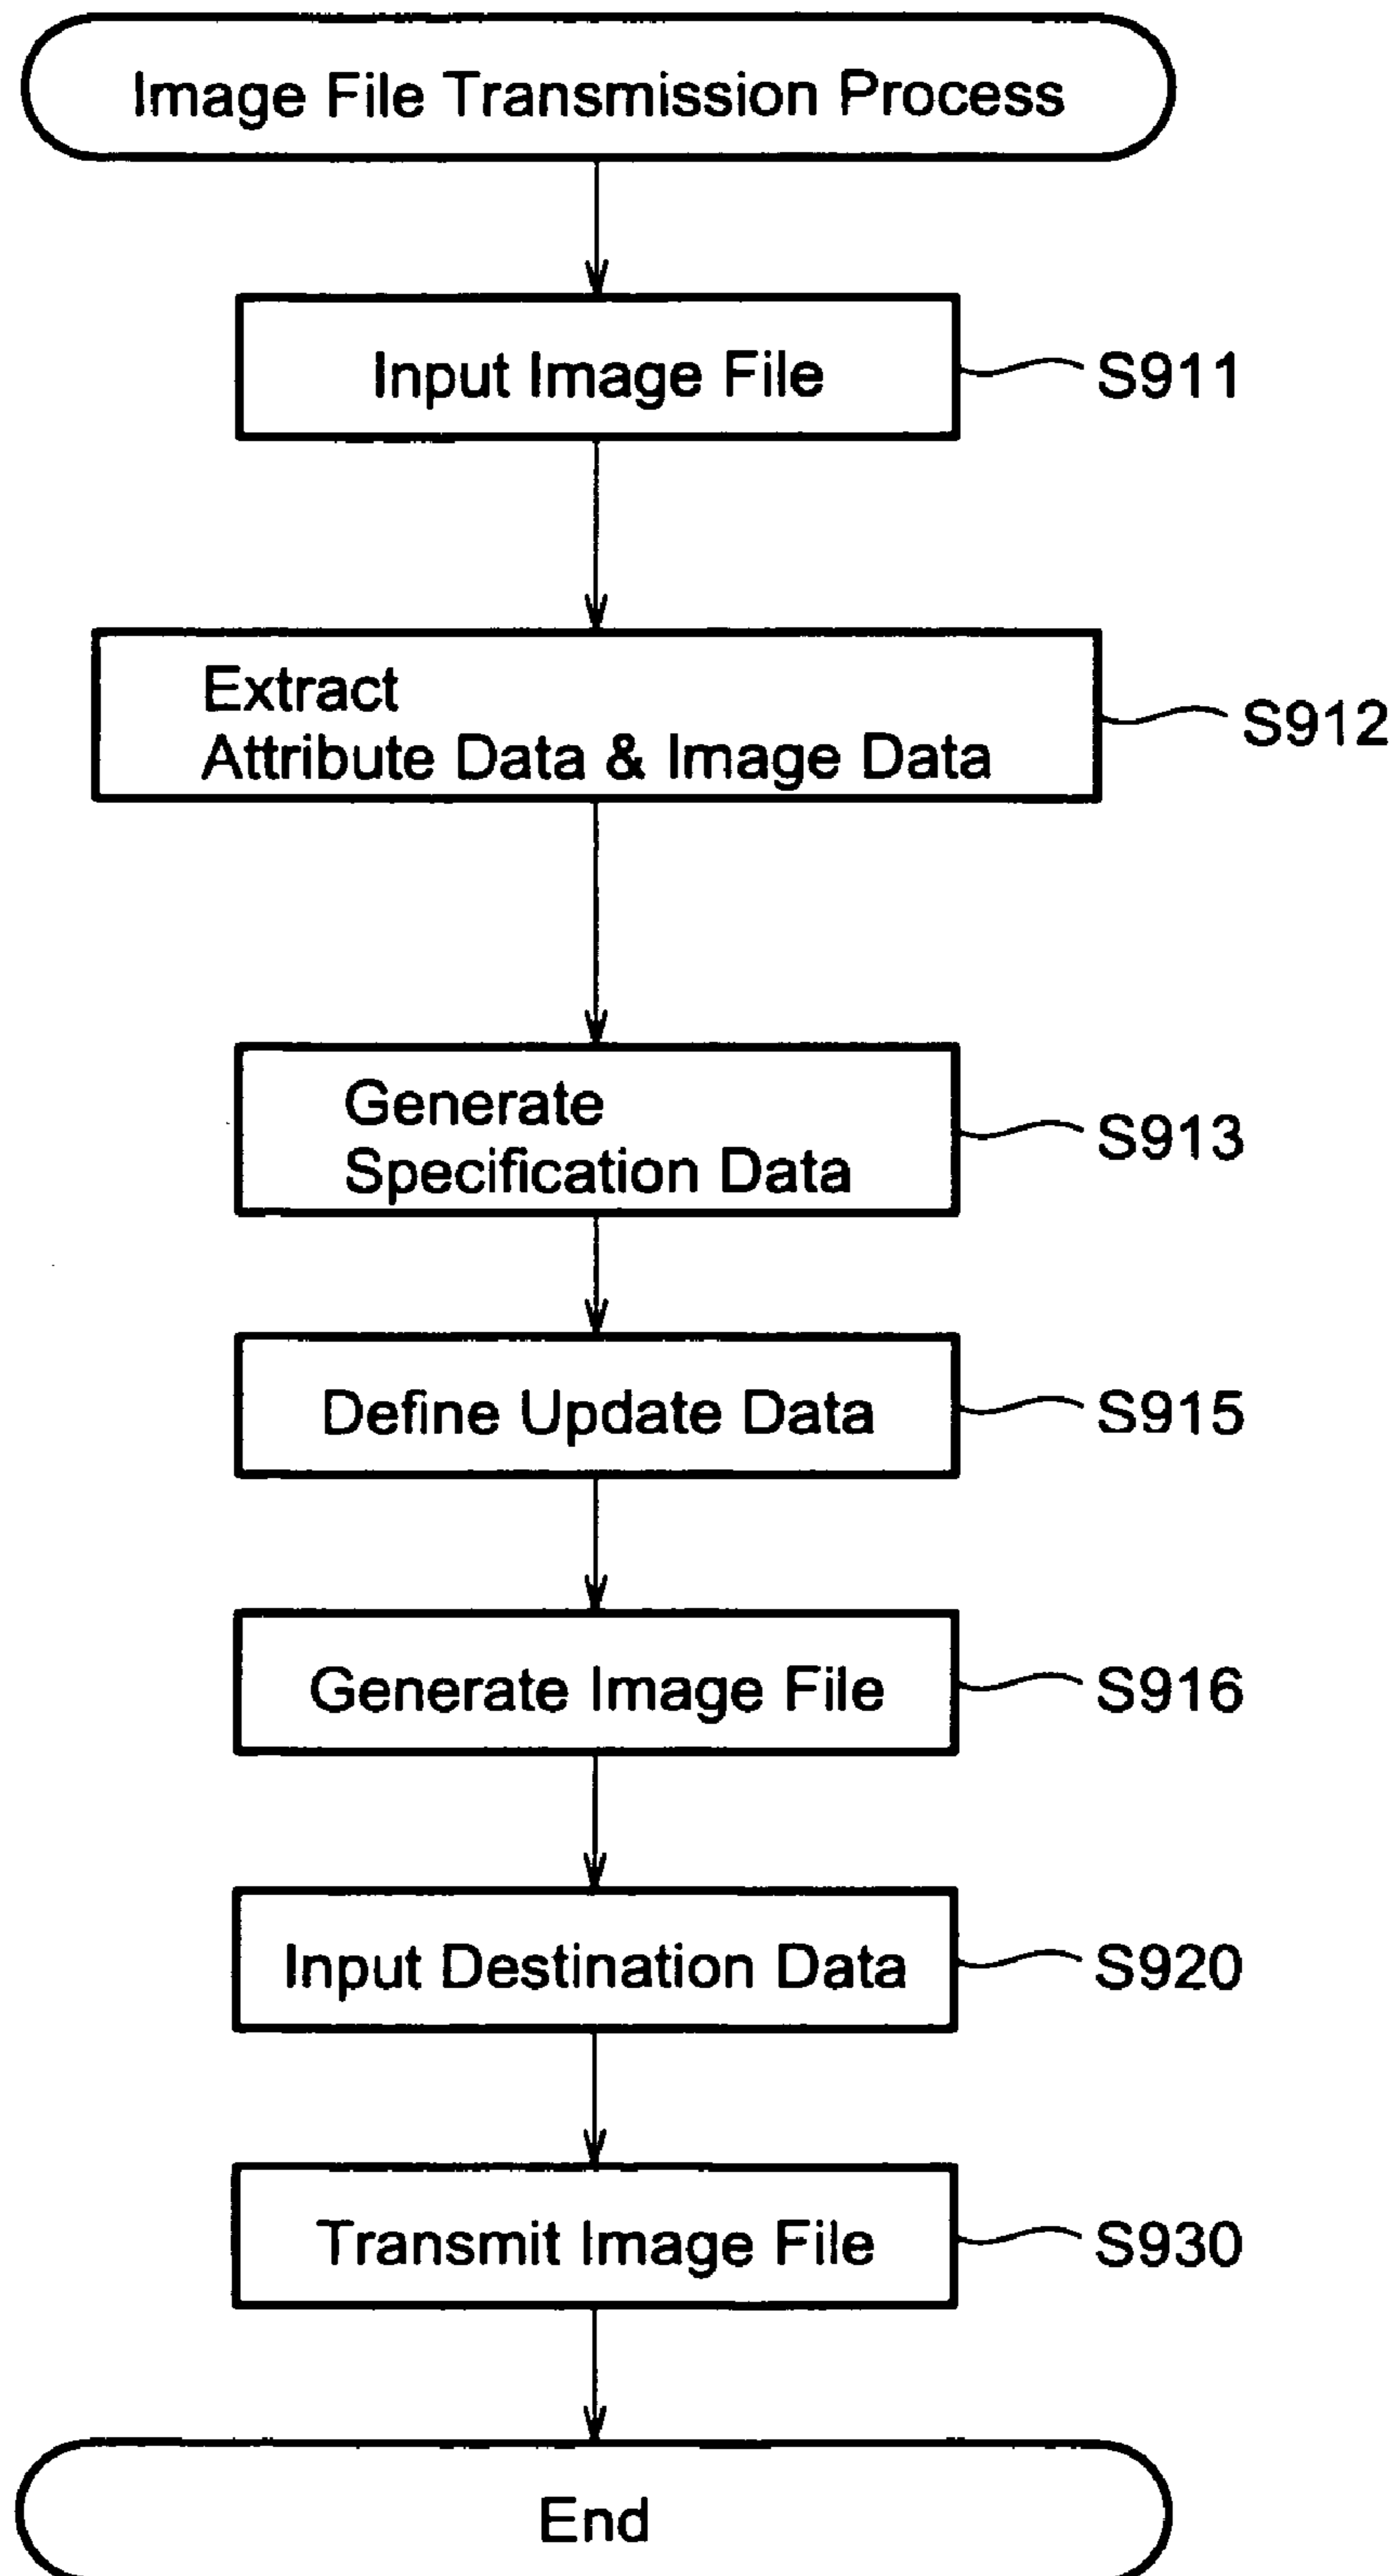 Image File Transmission Process
Input Image File
S911
Extract
Attribute Data & Image Data
S912
Generate
Specification Data
S913
Define Update Data
S915
Generate Image File
S916
Input Destination Data
S920
Transmit Image File
S930
End